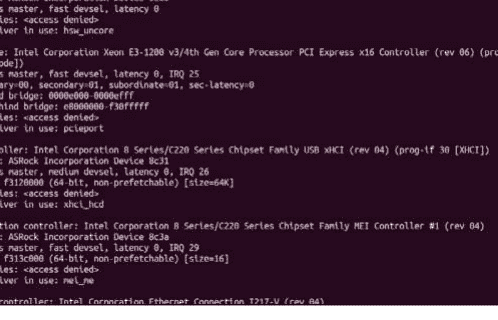 s master, fast devsel, latency 0
ies: <access denied>
iver in use: hsw_uncore
e: Intel Corporation Xeon E3-1200 v3/4th Gen Core Processor PCI Express x16 Controller (rev 06) (pro
ode])
s master, fast devsel, latency 0, IRQ 25
ary=00, secondary=01, subordinate=01, sec-latency=0
d bridge: 0000e000-0000efff
hind bridge: e8000000-f30fffff
ies: <access denied>
iver in use: pcieport
oller: Intel Corporation 8 Series/C220 Series Chipset Family USB xHCI (rev 04) (prog-if 30 [XHCI])
: ASRock Incorporation Device 8c31
s master, medium devsel, latency 0, IRQ 26
f3120000 (64-bit, non-prefetchable) [size=64K]
ies: <access denied>
iver in use: xhci_hcd
tion controller: Intel Corporation 8 Series/C220 Series Chipset Family MEI Controller #1 (rev 04)
: ASRock Incorporation Device 8c3a
s master, fast devsel, latency 0, IRQ 29
f313c000 (64-bit, non-prefetchable) [size=16]
ies: <access denied>
iver in use: mei_me
controller: Intel Corporation Ethernet Connection I217-V (rev 04)